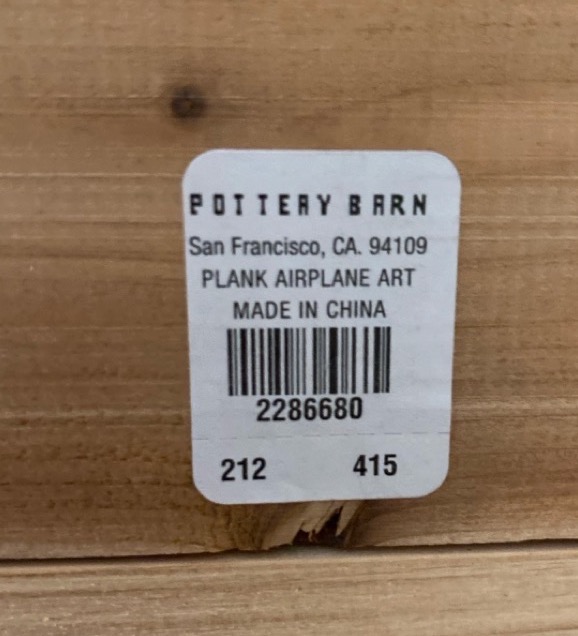 POTTERY BARN
San Francisco, CA. 94109
PLANK AIRPLANE ART
MADE IN CHINA
2286680
212 415